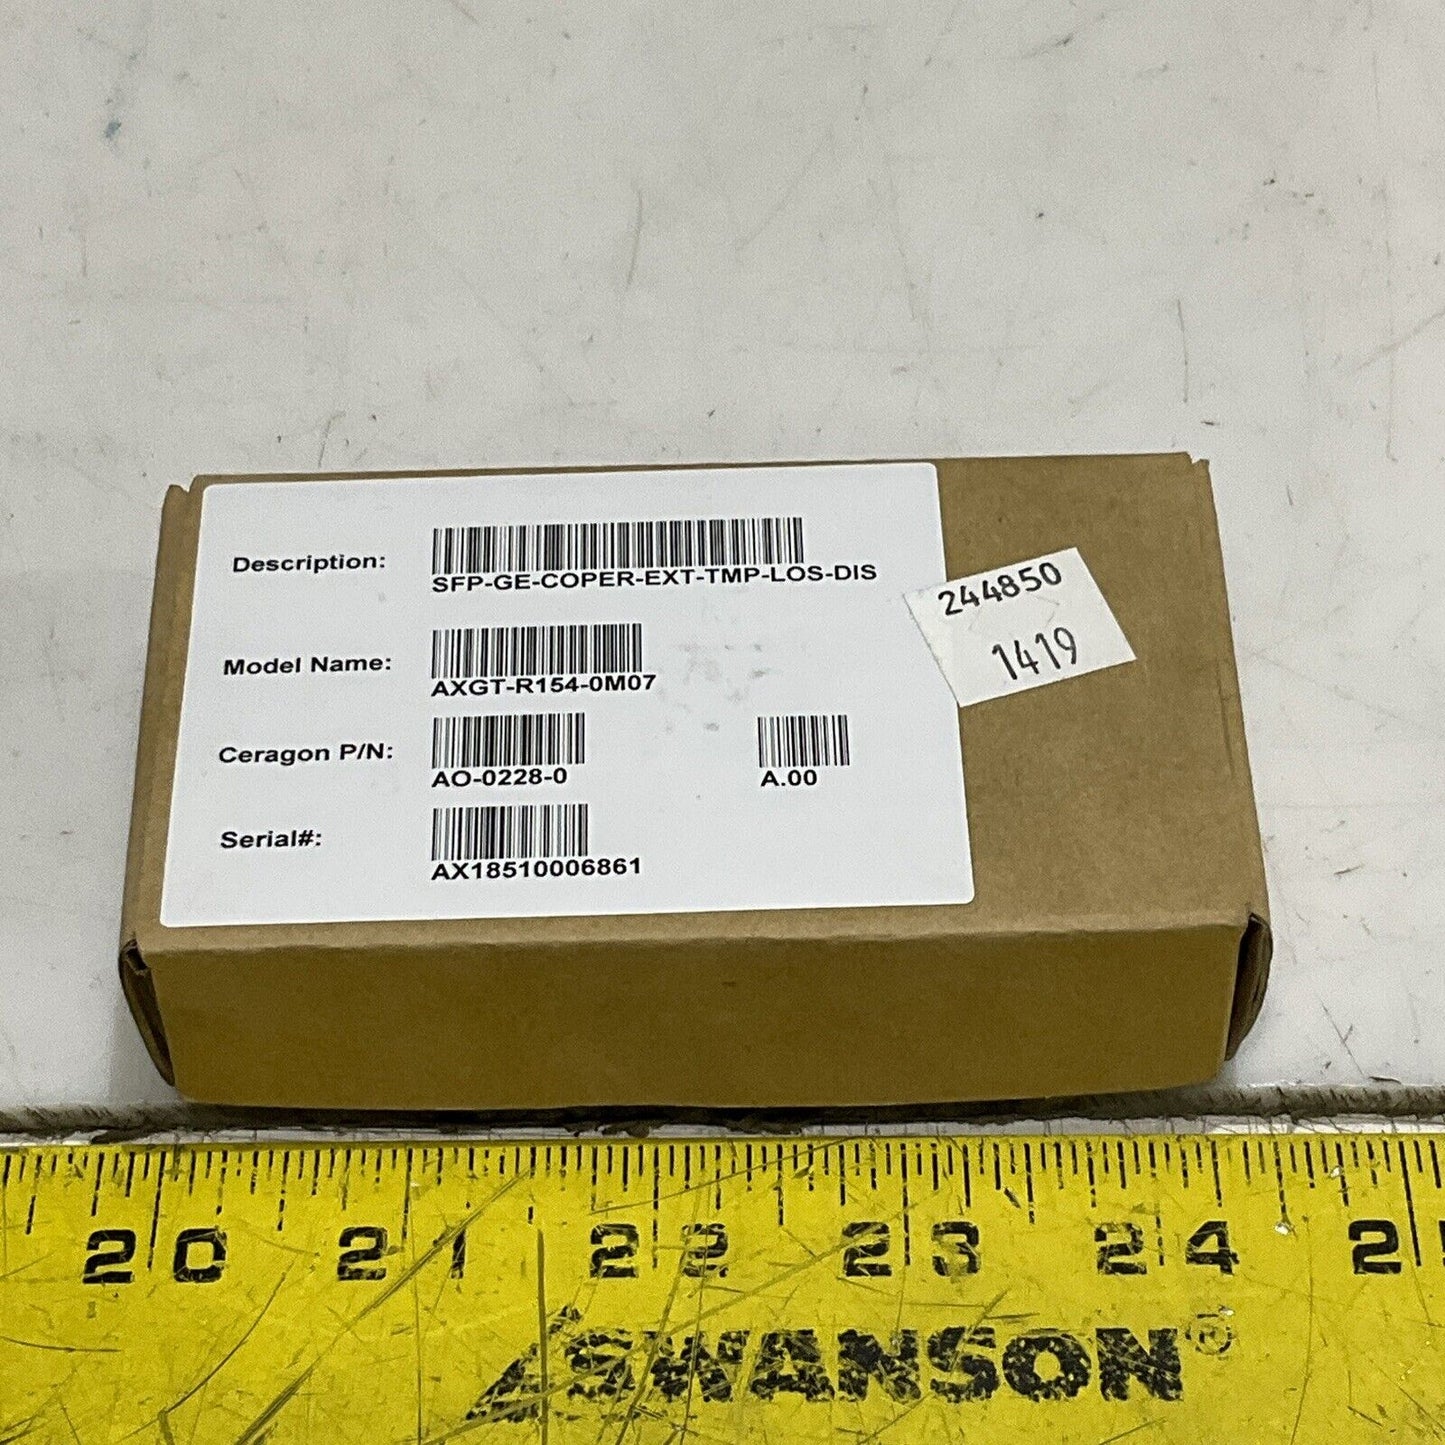 Description:
SFP-GE-COPER-EXT-TMP-LOS-DIS
Model Name:
AXGT-R154-0M07
Ceragon P/N:
AO-0228-0
A.00
Serial#:
AX18510006861
244850
1419
20 21 22 23 24 2
SWANSON®